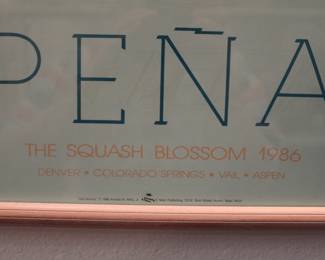 PEÑA
THE SQUASH BLOSSOM 1986
DENVER • COLORADO SPRINGS • VAIL • ASPEN